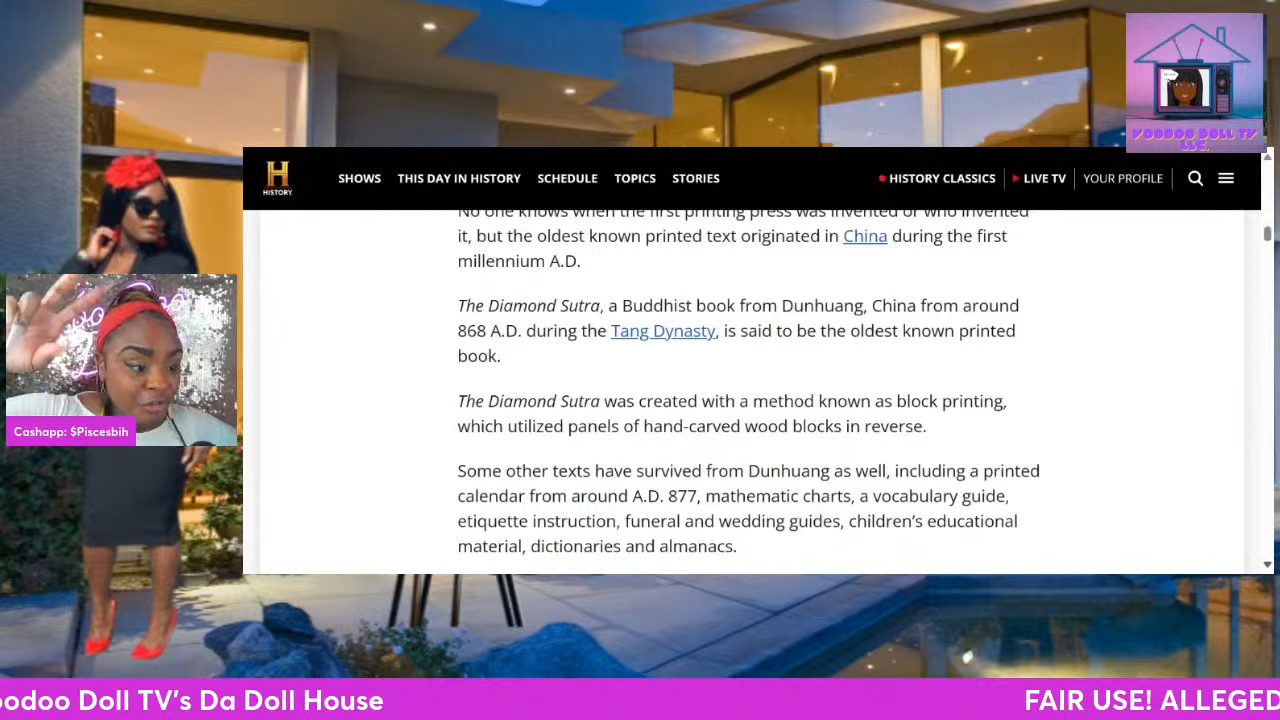 VOODOO DOLL TV
LLC.
HISTORY
SHOWS THIS DAY IN HISTORY SCHEDULE TOPICS STORIES HISTORY CLASSICS LIVE TV YOUR PROFILE
No one knows when the first printing press was invented or who invented
it, but the oldest known printed text originated in China during the first
millennium A.D.
The Diamond Sutra, a Buddhist book from Dunhuang, China from around
868 A.D. during the Tang Dynasty, is said to be the oldest known printed
book.
The Diamond Sutra was created with a method known as block printing,
which utilized panels of hand-carved wood blocks in reverse.
Some other texts have survived from Dunhuang as well, including a printed
calendar from around A.D. 877, mathematic charts, a vocabulary guide,
etiquette instruction, funeral and wedding guides, children's educational
material, dictionaries and almanacs.
Cashapp: $Piscesbih
oodoo Doll TV's Da Doll House FAIR USE! ALLEGED